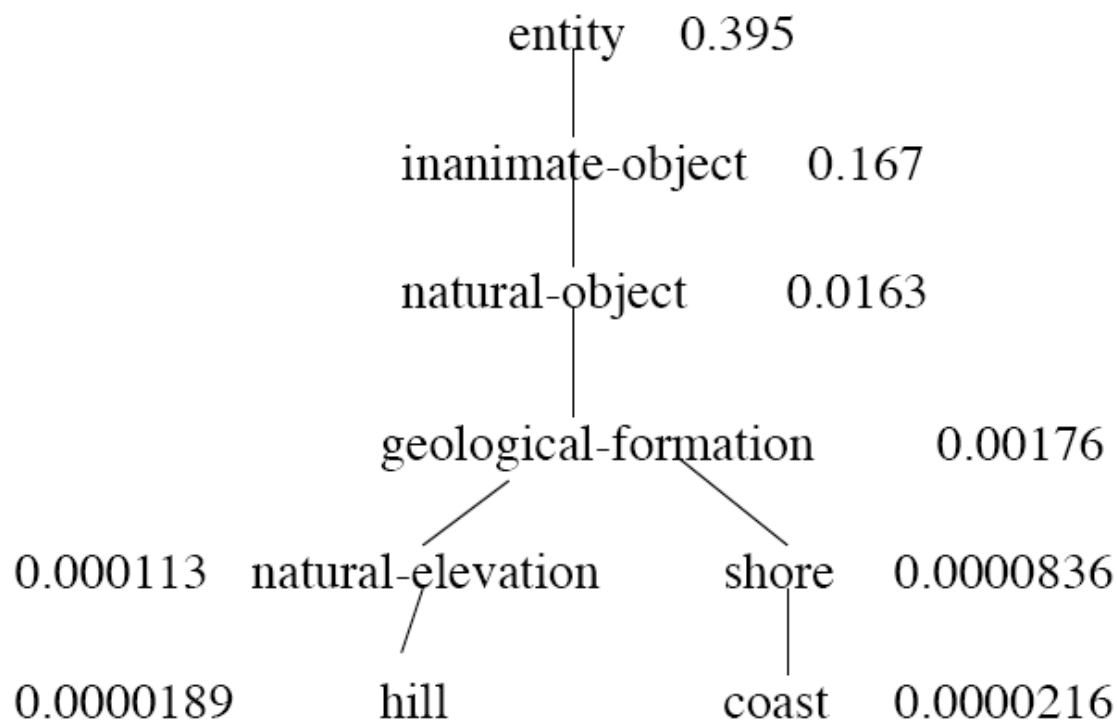 entity 0.395
inanimate-object 0.167
natural-object 0.0163
geological-formation 0.00176
0.000113 natural-elevation shore 0.0000836
0.0000189 hill coast 0.0000216